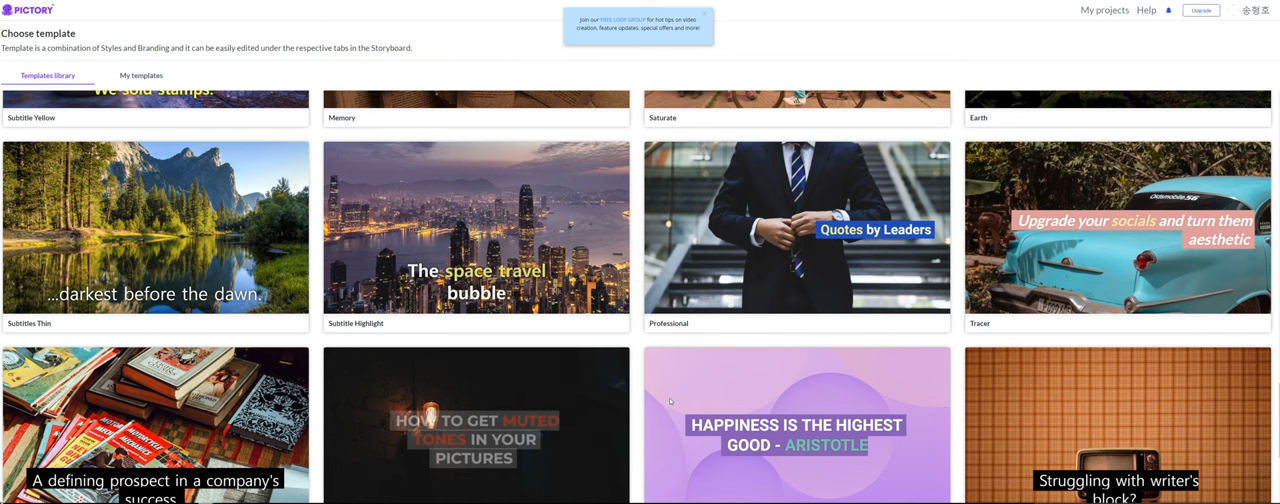 PICTORY
Join our FREE USER GROUP for hot tips on video
creation, feature updates, special offers and more!
My projects
Help
Upgrade
송형호
Choose template
Template is a combination of Styles and Branding and it can be easily edited under the respective tabs in the Storyboard.
Templates library
My templates
We sold stamps.
Subtitle Yellow
Memory
Saturate
Earth
...darkest before the dawn.
The space travel
bubble.
Quotes by Leaders
Oldsmobile 56
Upgrade your socials and turn them
aesthetic
Subtitles Thin
Subtitle Highlight
Professional
Tracer
MOTORCYCLE
MECHANICS
A defining prospect in a company's
success
HOW TO GET MUTED
TONES IN YOUR
PICTURES
HAPPINESS IS THE HIGHEST
GOOD - ARISTOTLE
Struggling with writer's
block?